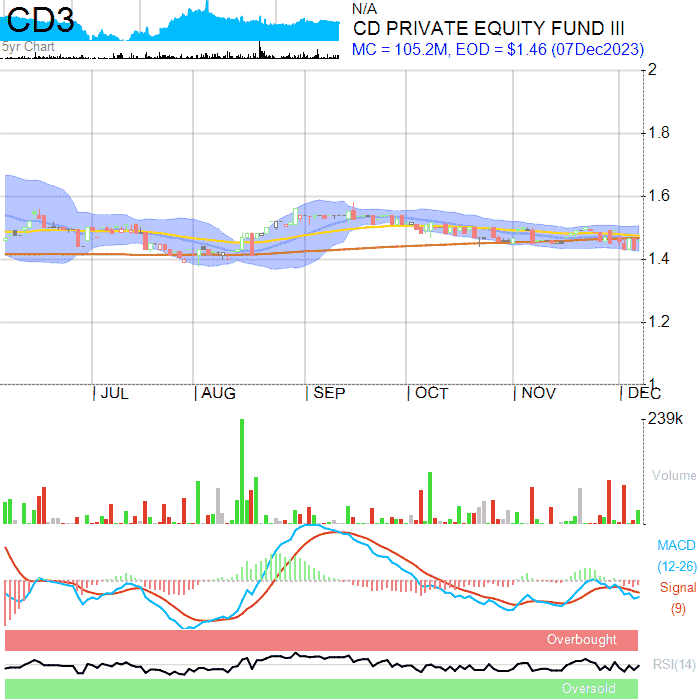 CD3
5yr Chart
N/A
CD PRIVATE EQUITY FUND III
MC = 105.2M, EOD = $1.46 (07Dec2023)
2
1.8
1.6
1.4
1.2
1
JUL AUG SEP OCT NOV DEC
239k
Volume
MACD
(12-26)
Signal
(9)
Overbought
RSI(14)
Oversold